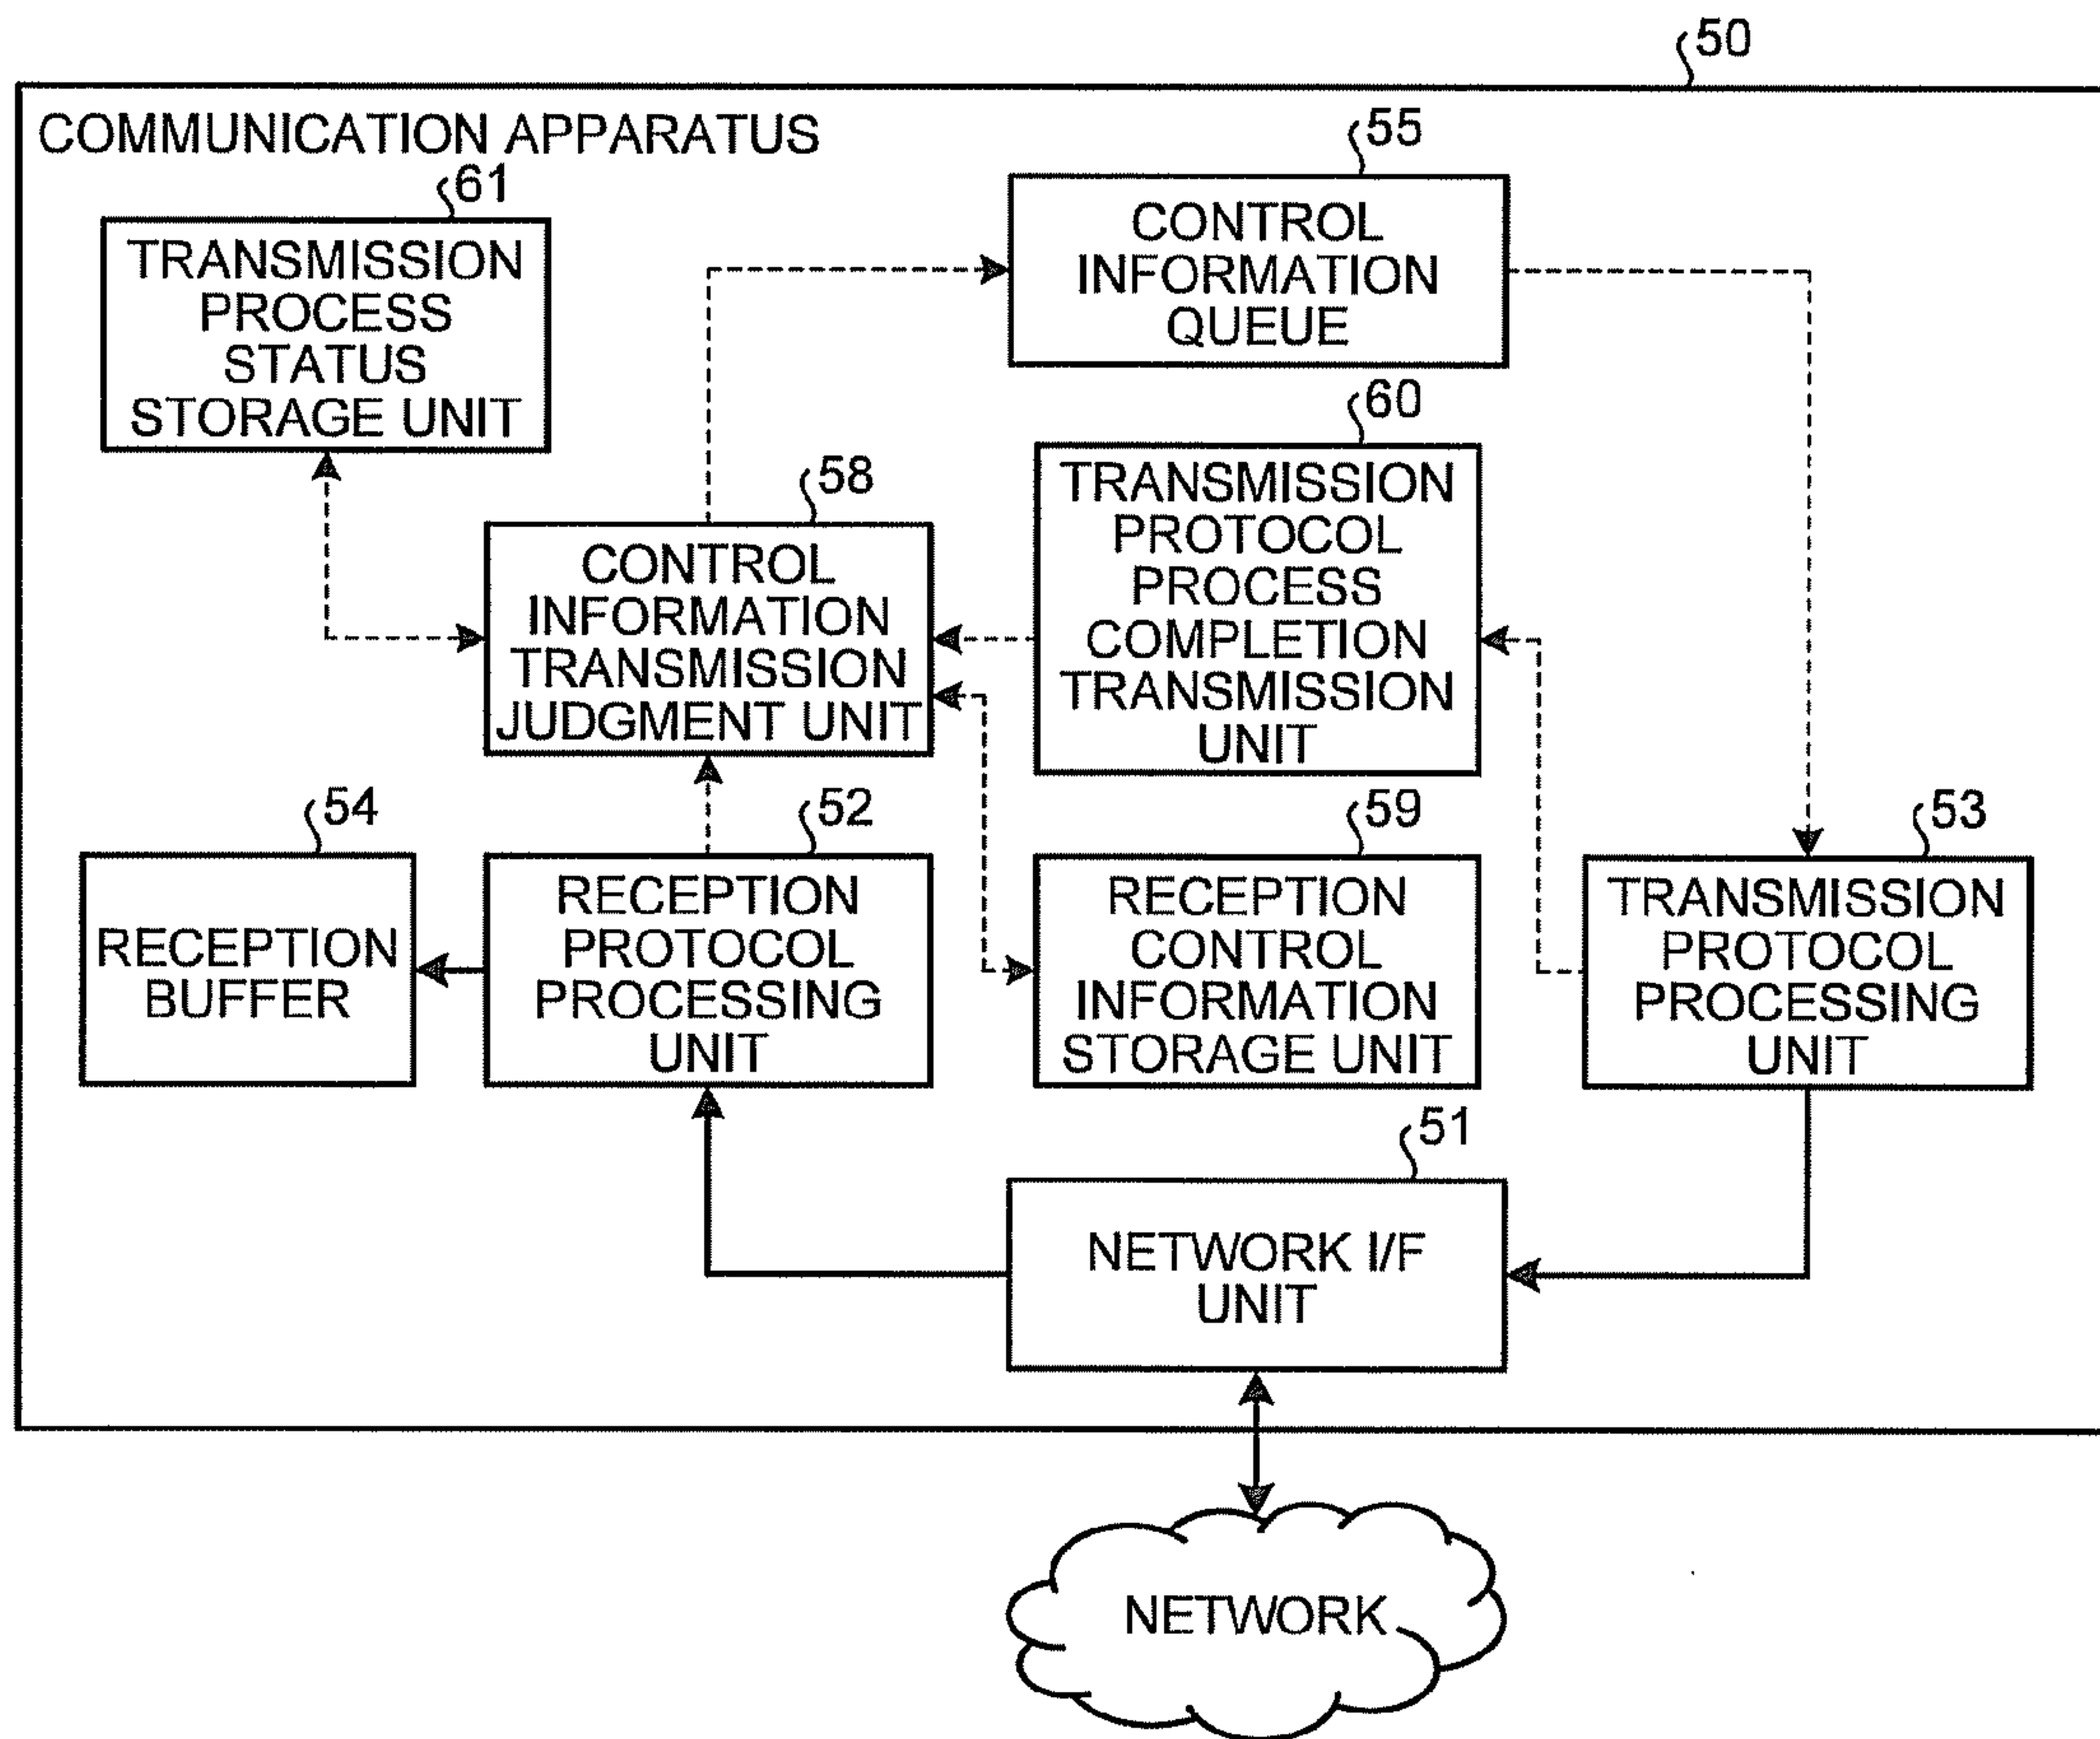 50
COMMUNICATION APPARATUS
55
61
CONTROL
INFORMATION
QUEUE
TRANSMISSION
PROCESS
STATUS
STORAGE UNIT
60
58
TRANSMISSION
PROTOCOL
PROCESS
COMPLETION
TRANSMISSION
UNIT
CONTROL
INFORMATION
TRANSMISSION
JUDGMENT UNIT
54
52
59
53
RECEPTION
BUFFER
RECEPTION
PROTOCOL
PROCESSING
UNIT
RECEPTION
CONTROL
INFORMATION
STORAGE UNIT
TRANSMISSION
PROTOCOL
PROCESSING
UNIT
51
NETWORK I/F
UNIT
NETWORK